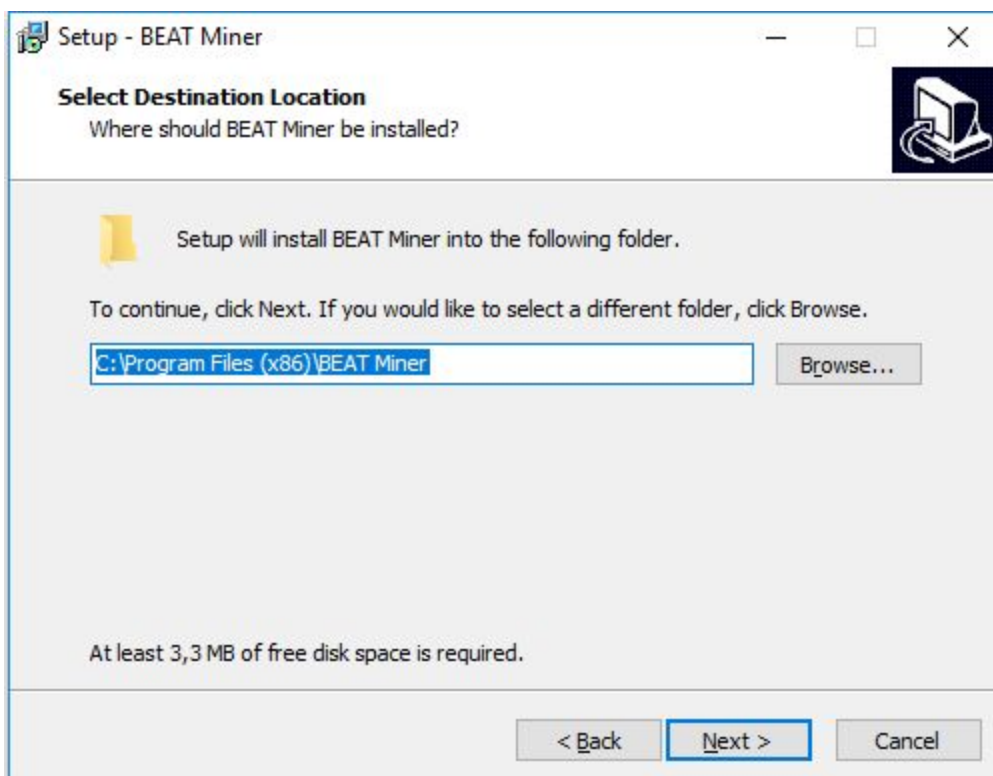 Setup - BEAT Miner
Select Destination Location
Where should BEAT Miner be installed?
Setup will install BEAT Miner into the following folder.
To continue, click Next. If you would like to select a different folder, click Browse.
C:\Program Files (x86)\BEAT Miner
Browse...
At least 3,3 MB of free disk space is required.
< Back
Next >
Cancel